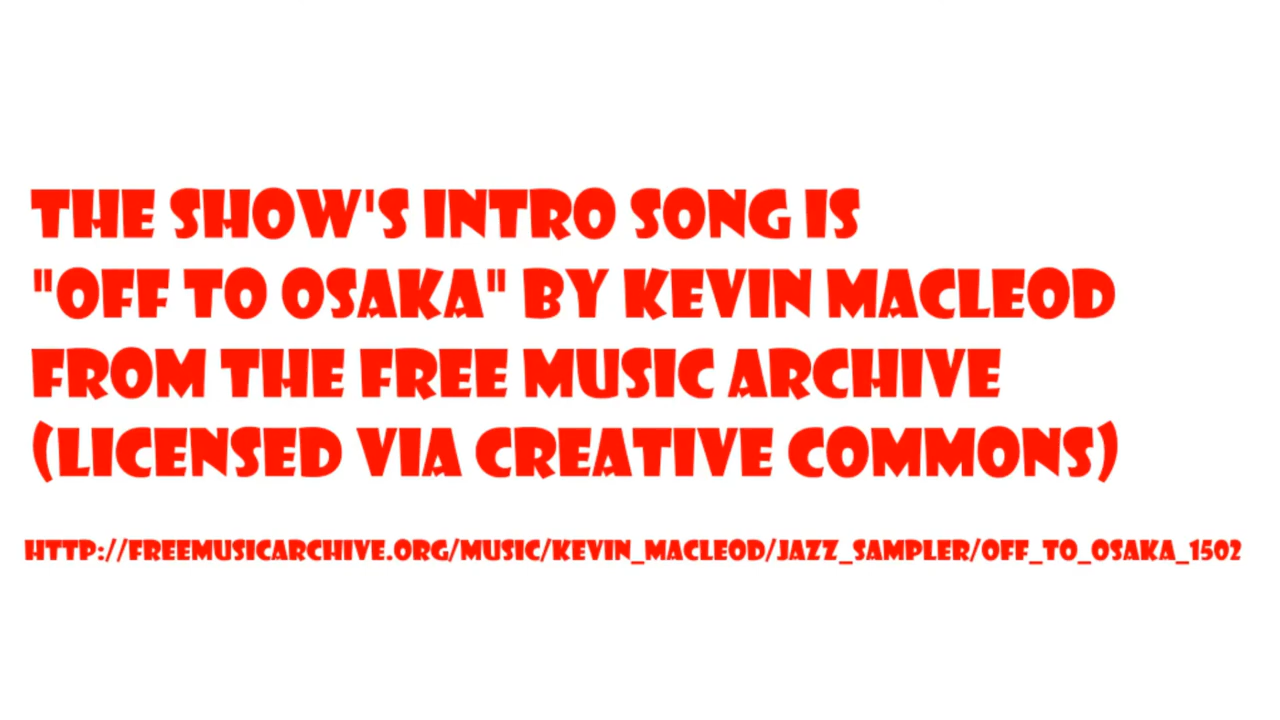 THE SHOW'S INTRO SONG IS
"OFF TO OSAKA" BY KEVIN MACLEOD
FROM THE FREE MUSIC ARCHIVE
(LICENSED VIA CREATIVE COMMONS)
HTTP://FREEMUSICARCHIVE.ORG/MUSIC/KEVIN_MACLEOD/JAZZ_SAMPLER/OFF_TO_OSAKA_1502